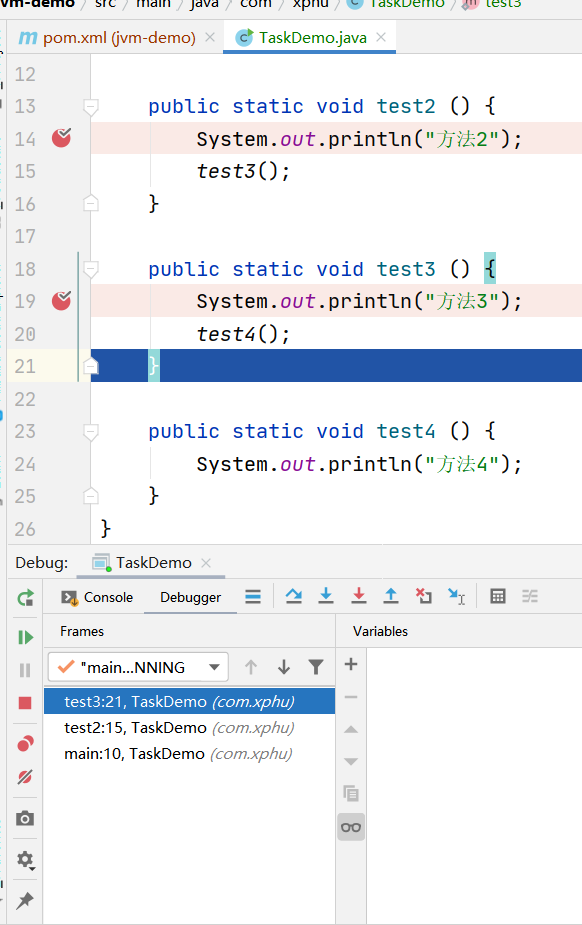 vm-demo / src / main / java / com / xphu / TaskDemo / test3
pom.xml (jvm-demo) TaskDemo.java
12
13 public static void test2 () {
14 System.out.println("方法2");
15 test3();
16 }
17
18 public static void test3 () {
19 System.out.println("方法3");
20 test4();
21 }
22
23 public static void test4 () {
24 System.out.println("方法4");
25 }
26 }
Debug: TaskDemo
Console Debugger
Frames Variables
"main...NNING
test3:21, TaskDemo (com.xphu)
test2:15, TaskDemo (com.xphu)
main:10, TaskDemo (com.xphu)